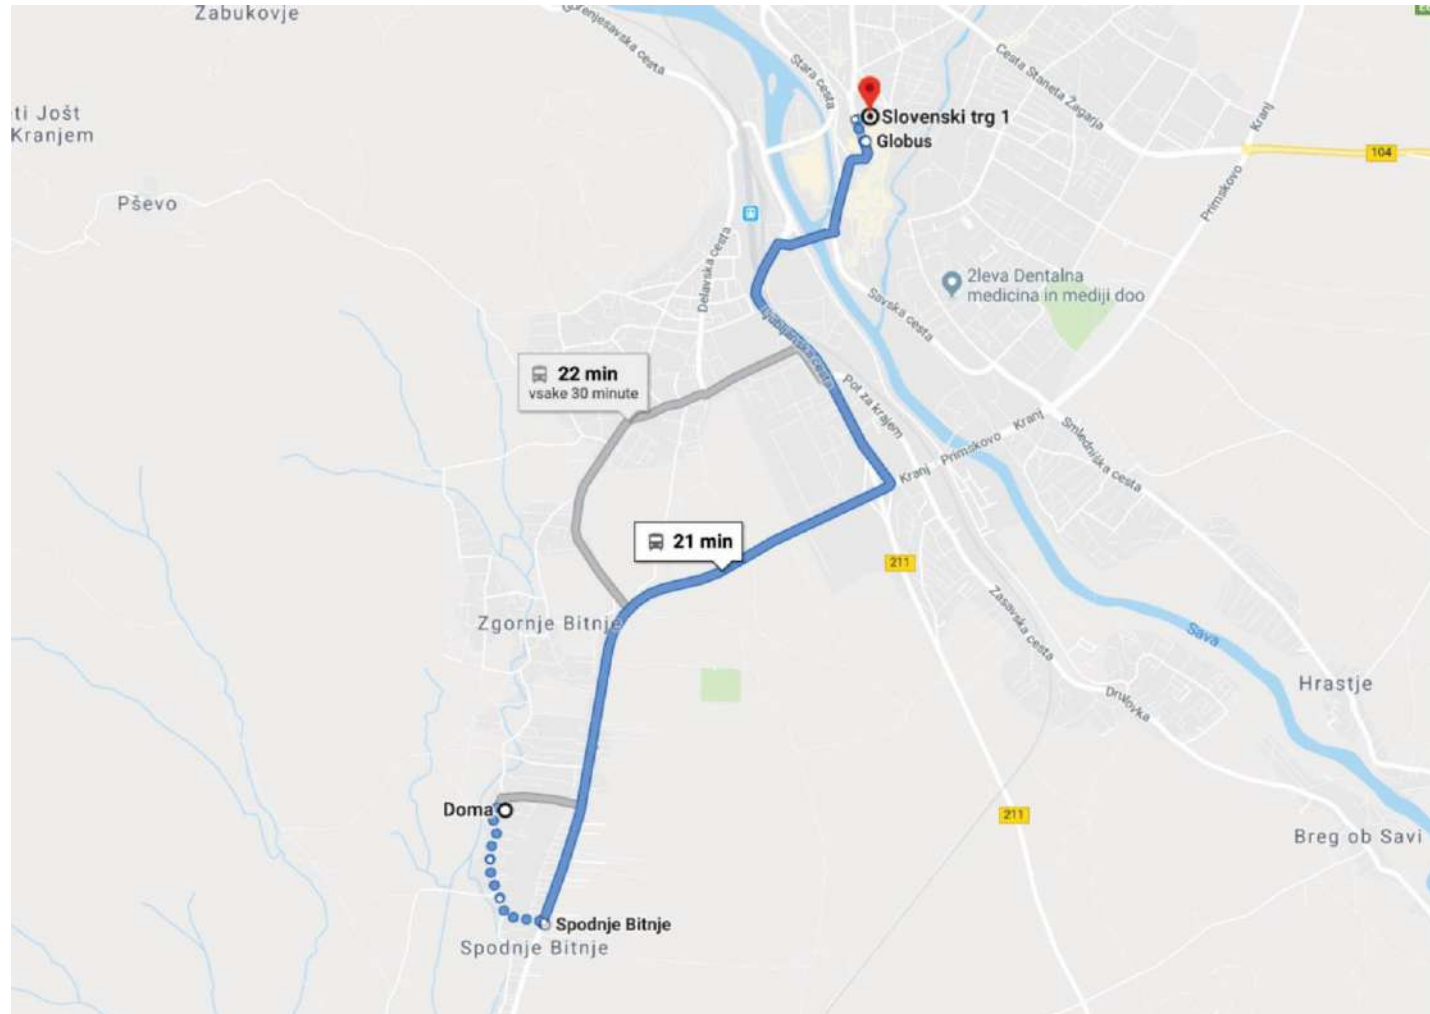 Zabukovje
Gorenjesavska cesta
Stara cesta
Cesta Staneta Žagarja
ti Jošt
Kranjem
Slovenski trg 1
Globus
Kranj
104
Pševo
Primskovo
Delavska cesta
2leva Dentalna
medicina in mediji doo
Savska cesta
Ljubljanska cesta
22 min
vsake 30 minute
Pot za krajem
Kranj
Primskovo
Kranj
Smledniška cesta
21 min
211
Zasavska cesta
Zgornje Bitnje
Sava
Hrastje
Drulovka
Doma
211
Breg ob Savi
Spodnje Bitnje
Spodnje Bitnje